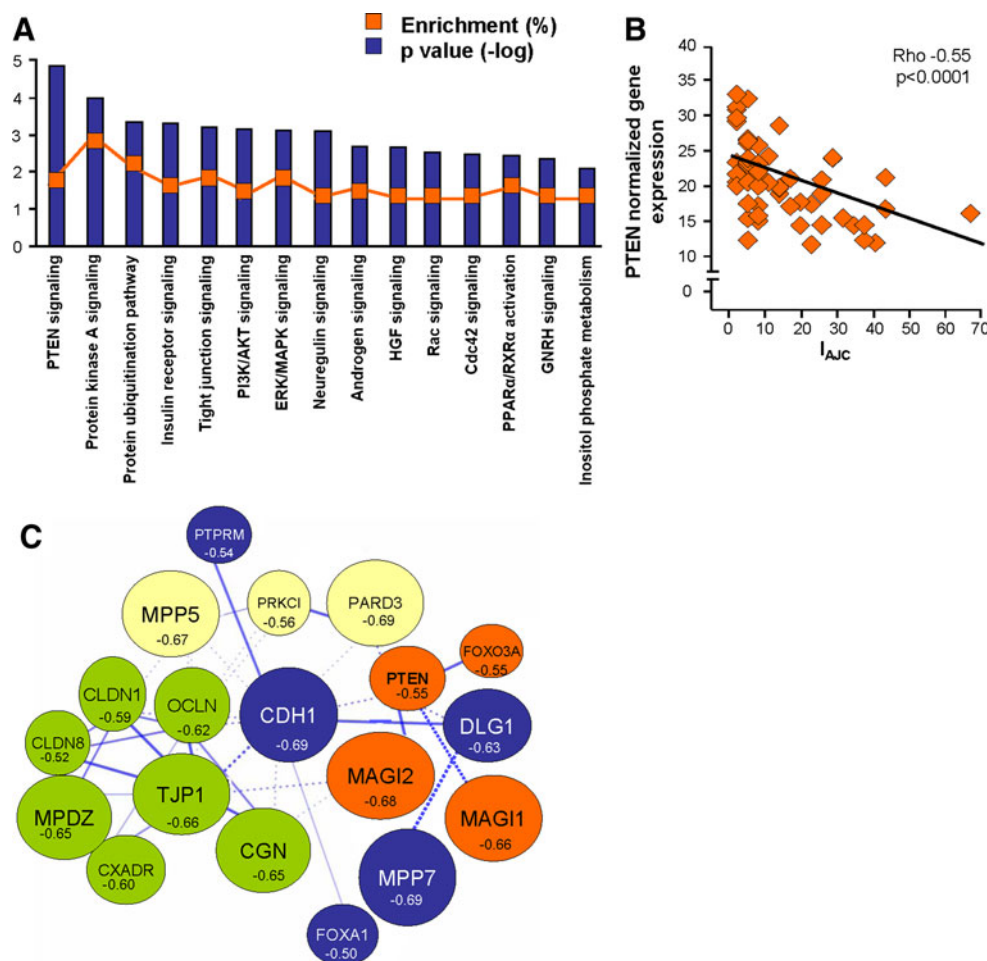 A
Enrichment (%)
p value (-log)
5
4
3
2
1
0
PTEN signaling
Protein kinase A signaling
Protein ubiquitination pathway
Insulin receptor signaling
Tight junction signaling
PI3K/AKT signaling
ERK/MAPK signaling
Neuregulin signaling
Androgen signaling
HGF signaling
Rac signaling
Cdc42 signaling
PPARα/RXRα activation
GNRH signaling
Inositol phosphate metabolism
B
Rho -0.55
p<0.0001
PTEN normalized gene
expression
40
35
30
25
20
15
10
0
0 10 20 30 40 50 60 70
IAJC
C
PTPRM
-0.54
MPP5
-0.67
PRKCI
-0.56
PARD3
-0.69
FOXO3A
-0.55
PTEN
-0.55
CLDN1
-0.59
OCLN
-0.62
CDH1
-0.69
DLG1
-0.63
CLDN8
-0.52
MAGI2
-0.68
TJP1
-0.66
MPDZ
-0.65
MAGI1
-0.66
CGN
-0.65
CXADR
-0.60
MPP7
-0.69
FOXA1
-0.50